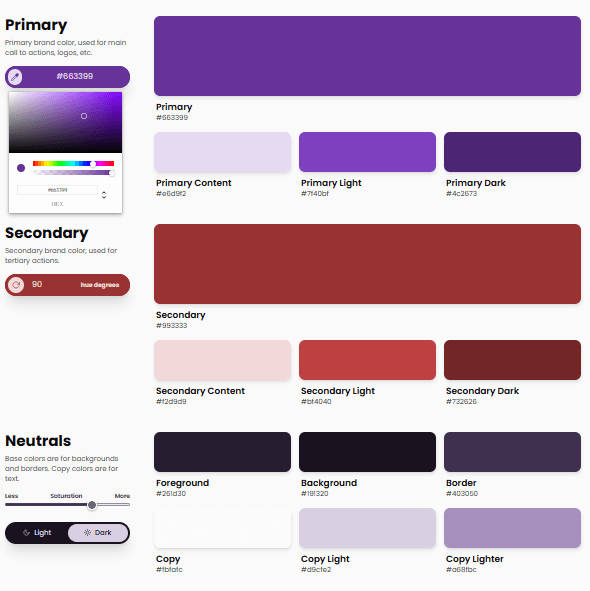 Primary
Primary brand color, used for main
call to actions, logos, etc.
#663399
#663399
HEX
Primary
#663399
Primary Content
#e6d9f2
Primary Light
#7f40bf
Primary Dark
#4c2673
Secondary
Secondary brand color, used for
tertiary actions.
90
hue degrees
Secondary
#993333
Secondary Content
#f2d9d9
Secondary Light
#bf4040
Secondary Dark
#732626
Neutrals
Base colors are for backgrounds
and borders. Copy colors are for
text.
Less Saturation More
Light Dark
Foreground
#261d30
Background
#191320
Border
#403050
Copy
#fbfafc
Copy Light
#d9cfe2
Copy Lighter
#a68fbc